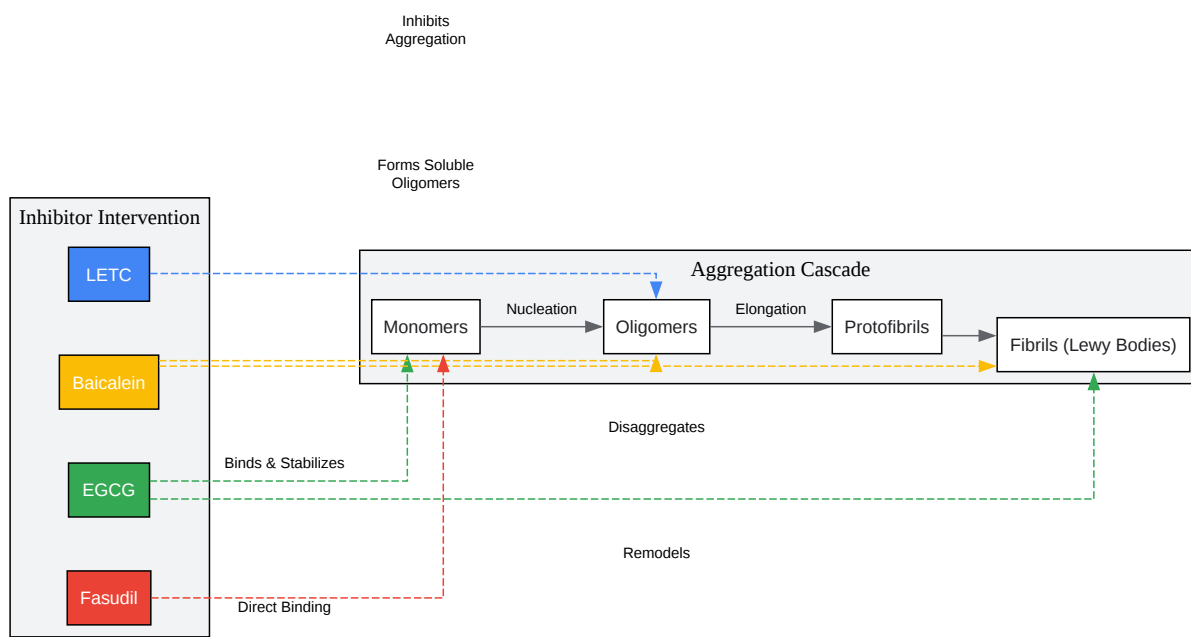 Inhibits
Aggregation
Forms Soluble
Oligomers
Inhibitor Intervention
LETC
Baicalein
EGCG
Fasudil
Aggregation Cascade
Monomers
Nucleation
Oligomers
Elongation
Protofibrils
Fibrils (Lewy Bodies)
Disaggregates
Binds & Stabilizes
Remodels
Direct Binding